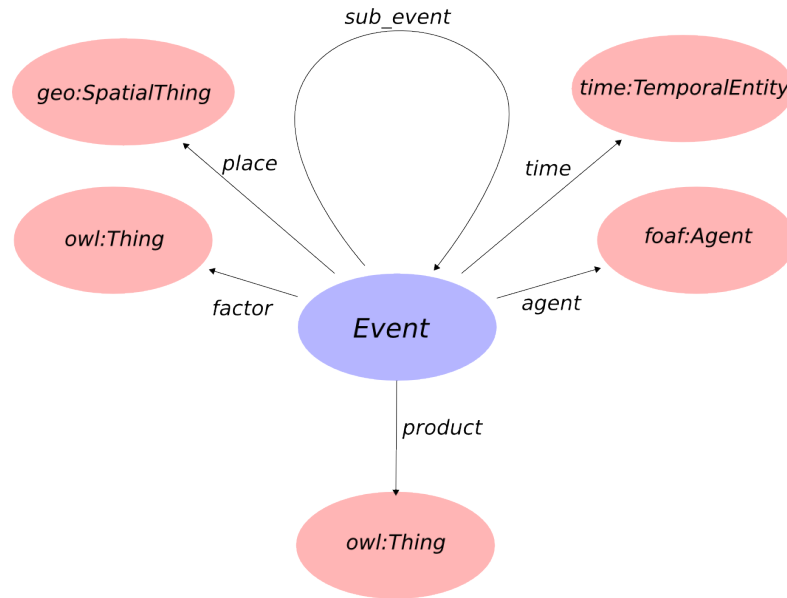 sub_event
geo:SpatialThing
time:TemporalEntity
place
time
owl:Thing
foaf:Agent
factor
agent
Event
product
owl:Thing